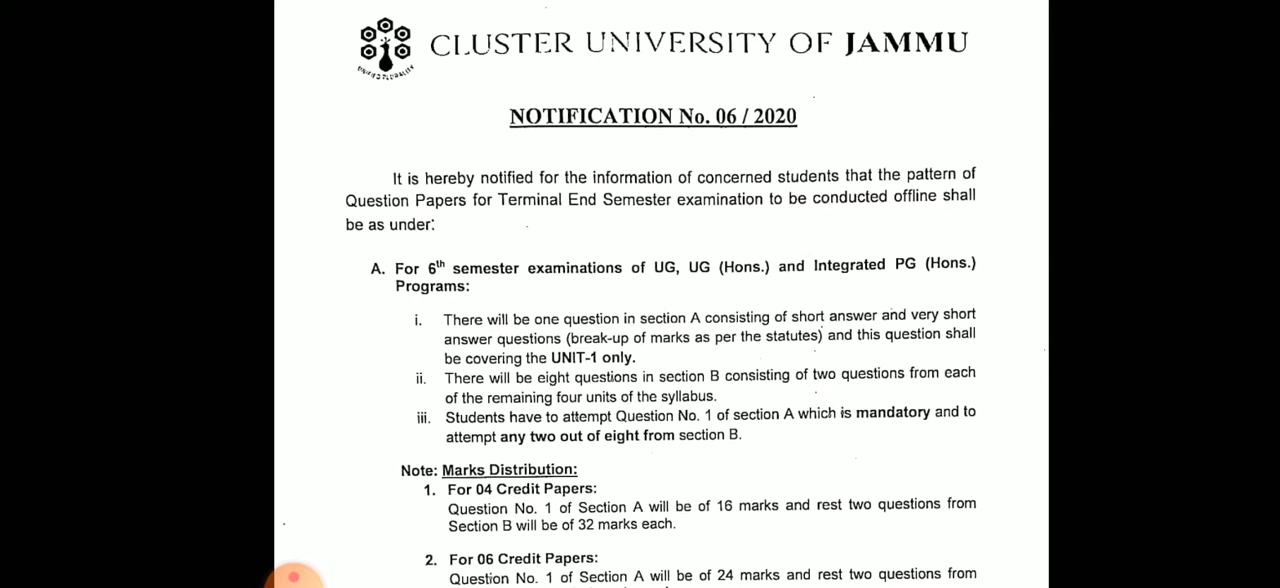 CLUSTER UNIVERSITY OF JAMMU
NOTIFICATION No. 06 / 2020
It is hereby notified for the information of concerned students that the pattern of
Question Papers for Terminal End Semester examination to be conducted offline shall
be as under:
A. For 6th semester examinations of UG, UG (Hons.) and Integrated PG (Hons.)
Programs:
i. There will be one question in section A consisting of short answer and very short
answer questions (break-up of marks as per the statutes) and this question shall
be covering the UNIT-1 only.
ii. There will be eight questions in section B consisting of two questions from each
of the remaining four units of the syllabus.
iii. Students have to attempt Question No. 1 of section A which is mandatory and to
attempt any two out of eight from section B.
Note: Marks Distribution:
1. For 04 Credit Papers:
Question No. 1 of Section A will be of 16 marks and rest two questions from
Section B will be of 32 marks each.
2. For 06 Credit Papers:
Question No. 1 of Section A will be of 24 marks and rest two questions from